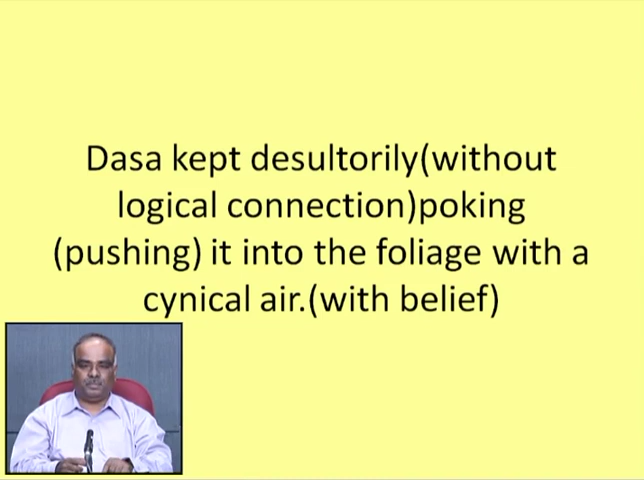 Dasa kept desultorily(without
logical connection)poking
(pushing) it into the foliage with a
cynical air.(with belief)